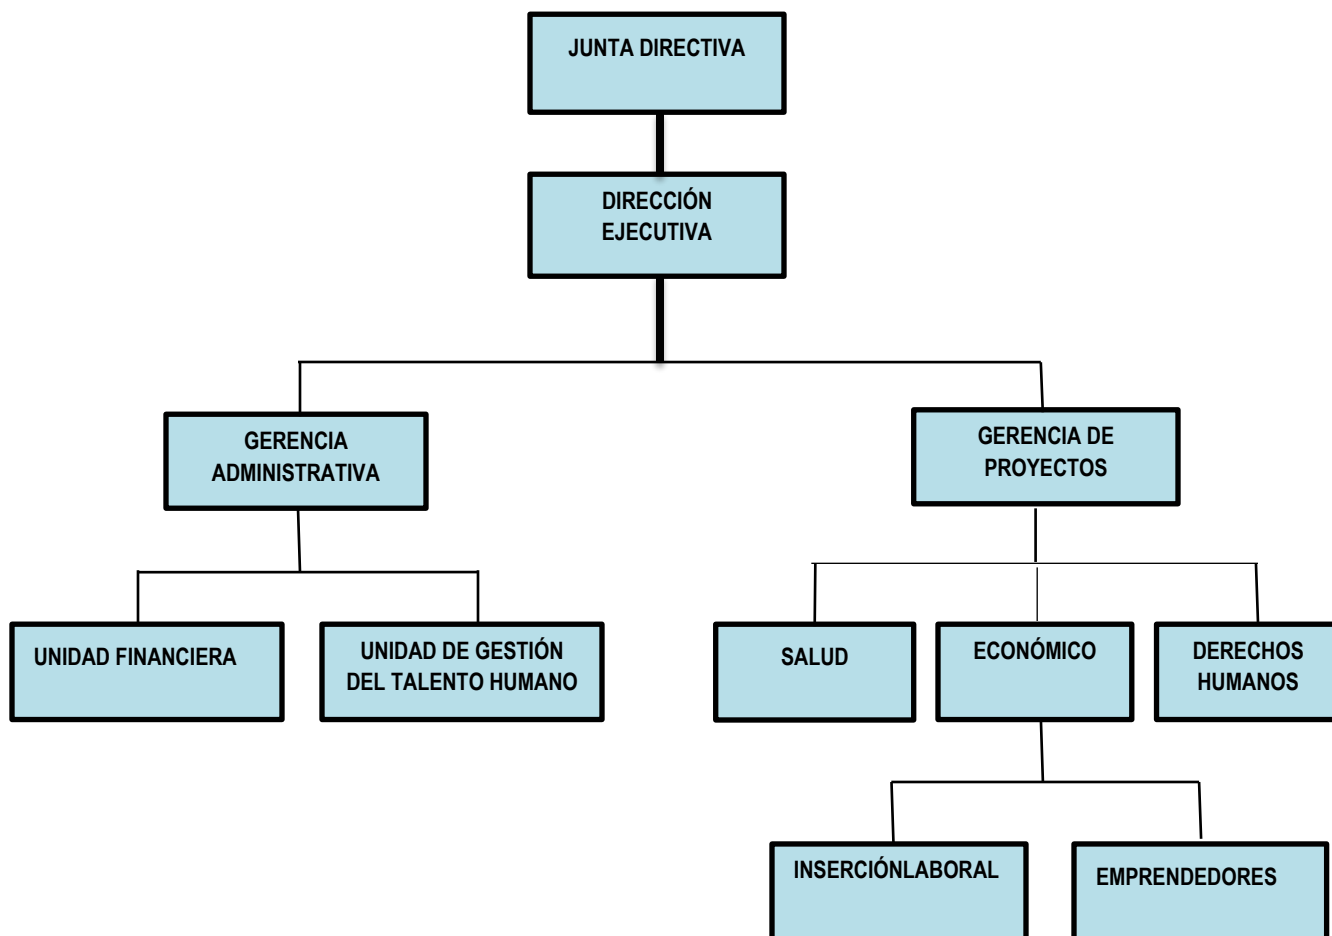 JUNTA DIRECTIVA
DIRECCIÓN
EJECUTIVA
GERENCIA
ADMINISTRATIVA
GERENCIA DE
PROYECTOS
UNIDAD FINANCIERA
UNIDAD DE GESTIÓN
DEL TALENTO HUMANO
SALUD
ECONÓMICO
DERECHOS
HUMANOS
INSERCIÓNLABORAL
EMPRENDEDORES